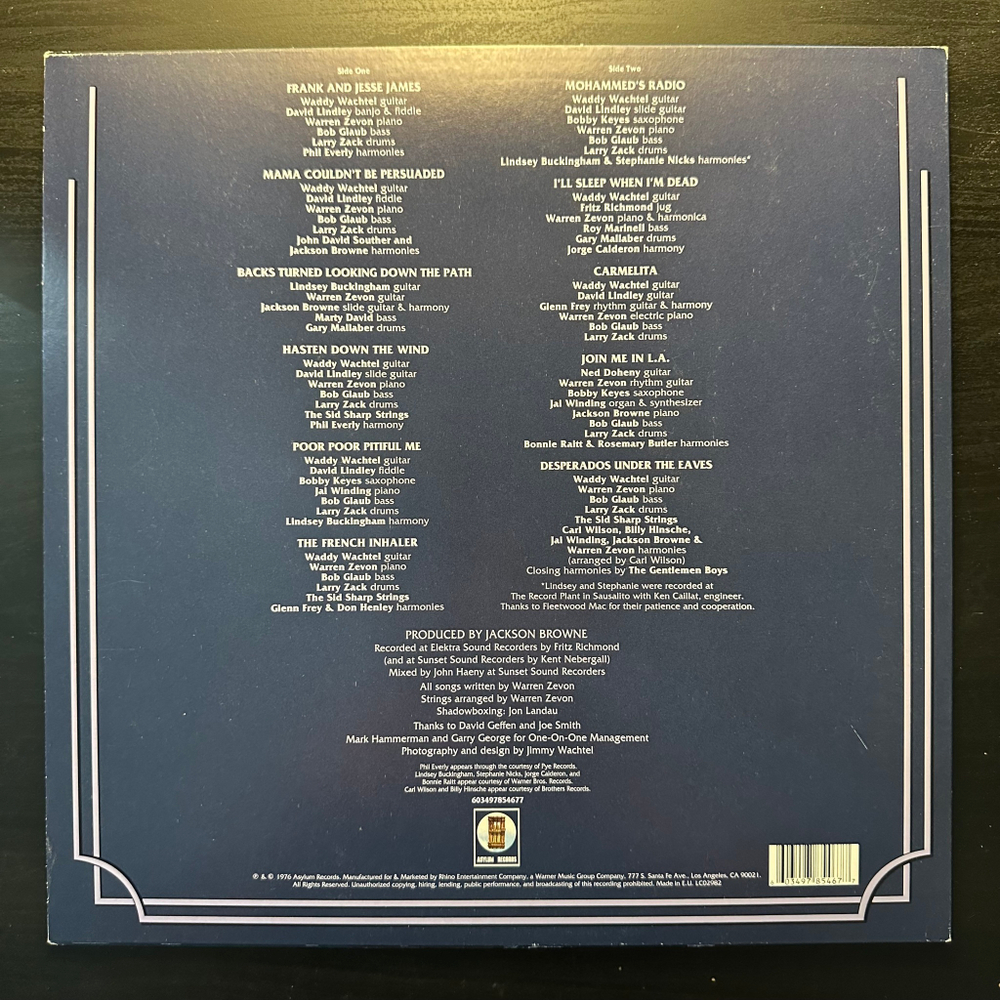 Side One
FRANK AND JESSE JAMES
Waddy Wachtel guitar
David Lindley banjo & fiddle
Warren Zevon piano
Bob Glaub bass
Larry Zack drums
Phil Everly harmonies
MAMA COULDN'T BE PERSUADED
Waddy Wachtel guitar
David Lindley fiddle
Warren Zevon piano
Bob Glaub bass
Larry Zack drums
John David Souther and
Jackson Browne harmonies
BACKS TURNED LOOKING DOWN THE PATH
Lindsey Buckingham guitar
Warren Zevon guitar
Jackson Browne slide guitar & harmony
Marty David bass
Gary Mallaber drums
HASTEN DOWN THE WIND
Waddy Wachtel guitar
David Lindley slide guitar
Warren Zevon piano
Bob Glaub bass
Larry Zack drums
The Sid Sharp Strings
Phil Everly harmony
POOR POOR PITIFUL ME
Waddy Wachtel guitar
David Lindley fiddle
Bobby Keyes saxophone
Jai Winding piano
Bob Glaub bass
Larry Zack drums
Lindsey Buckingham harmony
THE FRENCH INHALER
Waddy Wachtel guitar
Warren Zevon piano
Bob Glaub bass
Larry Zack drums
The Sid Sharp Strings
Glenn Frey & Don Henley harmonies
Side Two
MOHAMMED'S RADIO
Waddy Wachtel guitar
David Lindley slide guitar
Bobby Keyes saxophone
Warren Zevon piano
Bob Glaub bass
Larry Zack drums
Lindsey Buckingham & Stephanie Nicks harmonies*
I'LL SLEEP WHEN I'M DEAD
Waddy Wachtel guitar
Fritz Richmond jug
Warren Zevon piano & harmonica
Roy Marinell bass
Gary Mallaber drums
Jorge Calderon harmony
CARMELITA
Waddy Wachtel guitar
David Lindley guitar
Glenn Frey rhythm guitar & harmony
Warren Zevon electric piano
Bob Glaub bass
Larry Zack drums
JOIN ME IN L.A.
Ned Doheny guitar
Warren Zevon rhythm guitar
Bobby Keyes saxophone
Jai Winding organ & synthesizer
Jackson Browne piano
Bob Glaub bass
Larry Zack drums
Bonnie Raitt & Rosemary Butler harmonies
DESPERADOS UNDER THE EAVES
Waddy Wachtel guitar
Warren Zevon piano
Bob Glaub bass
Larry Zack drums
The Sid Sharp Strings
Carl Wilson, Billy Hinsche,
Jai Winding, Jackson Browne &
Warren Zevon harmonies
(arranged by Carl Wilson)
Closing harmonies by The Gentlemen Boys
*Lindsey and Stephanie were recorded at
The Record Plant in Sausalito with Ken Caillat, engineer.
Thanks to Fleetwood Mac for their patience and cooperation.
PRODUCED BY JACKSON BROWNE
Recorded at Elektra Sound Recorders by Fritz Richmond
(and at Sunset Sound Recorders by Kent Nebergall)
Mixed by John Haeny at Sunset Sound Recorders
All songs written by Warren Zevon
Strings arranged by Warren Zevon
Shadowboxing: Jon Landau
Thanks to David Geffen and Joe Smith
Mark Hammerman and Garry George for One-On-One Management
Photography and design by Jimmy Wachtel
Phil Everly appears through the courtesy of Pye Records.
Lindsey Buckingham, Stephanie Nicks, Jorge Calderon, and
Bonnie Raitt appear courtesy of Warner Bros. Records.
Carl Wilson and Billy Hinsche appear courtesy of Brothers Records.
603497854677
ASYLUM RECORDS
℗ & © 1976 Asylum Records. Manufactured for & Marketed by Rhino Entertainment Company, a Warner Music Group Company, 777 S. Santa Fe Ave., Los Angeles, CA 90021.
All Rights Reserved. Unauthorized copying, hiring, lending, public performance, and broadcasting of this recording prohibited. Made in E.U. LC02982
6 03497 85467 7